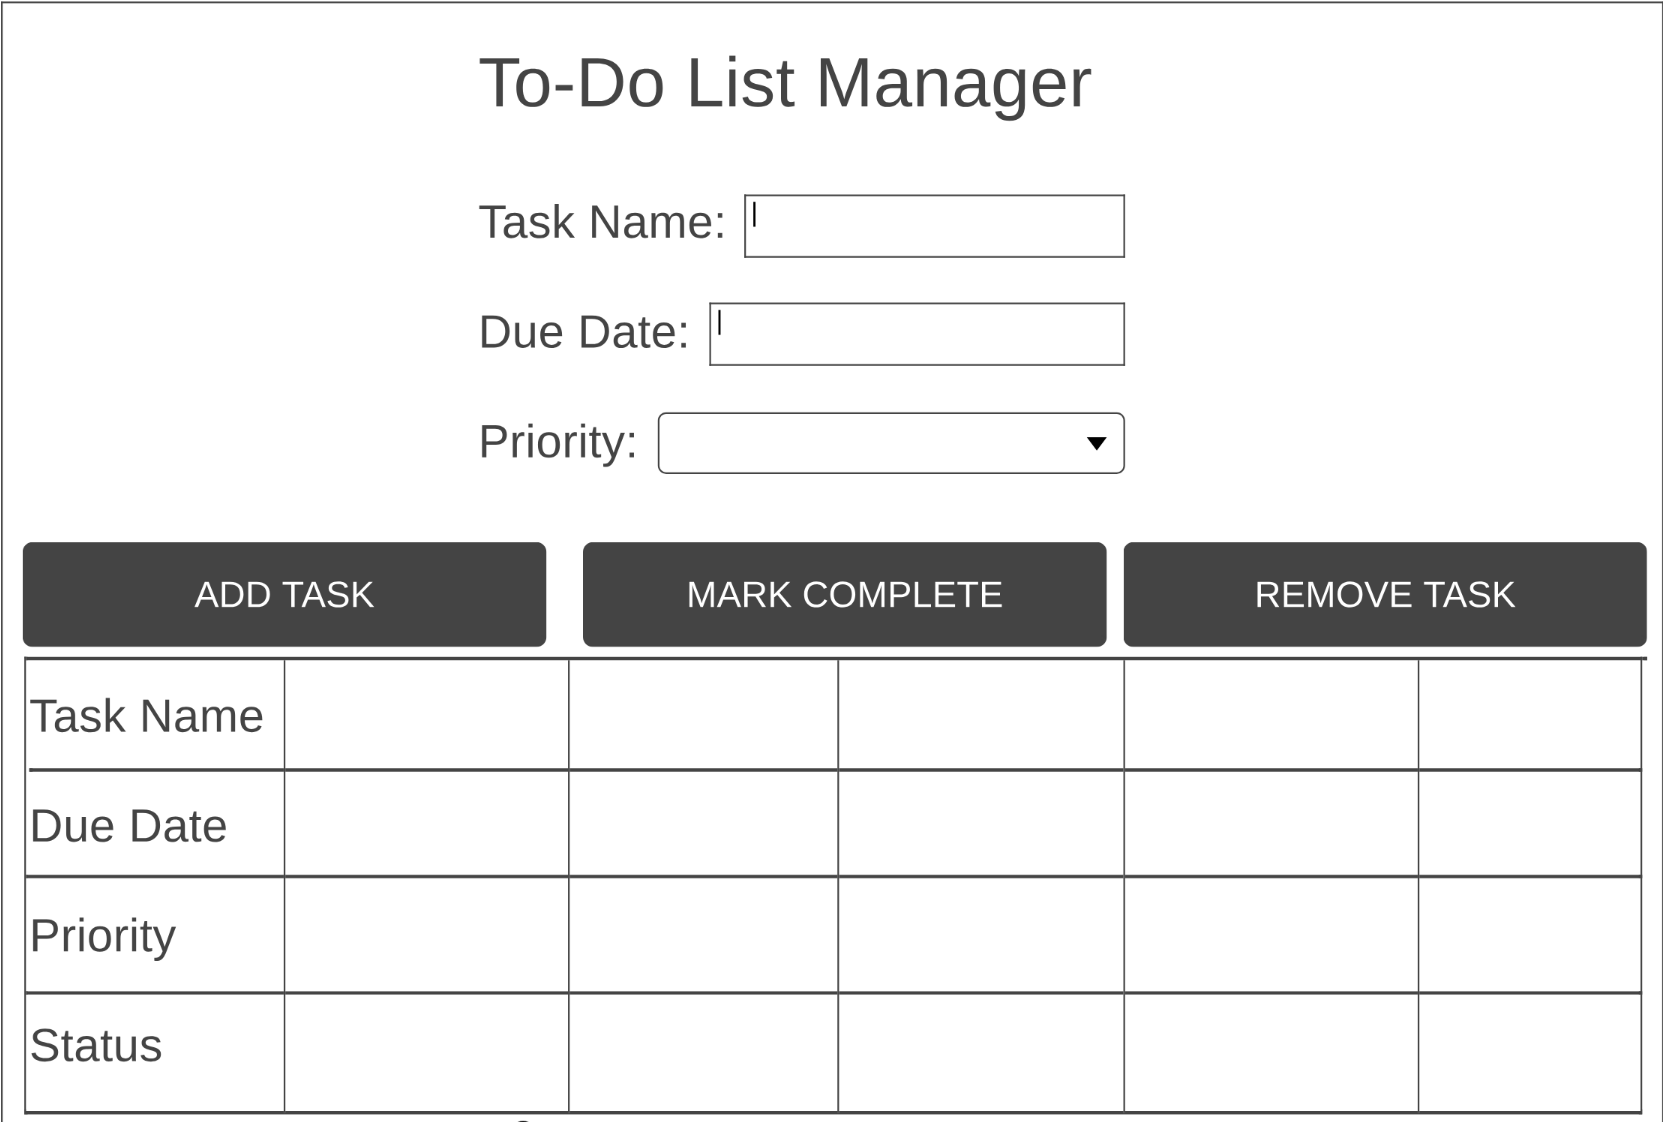 To-Do List Manager
Task Name:
Due Date:
Priority:
ADD TASK MARK COMPLETE REMOVE TASK
Task Name
Due Date
Priority
Status